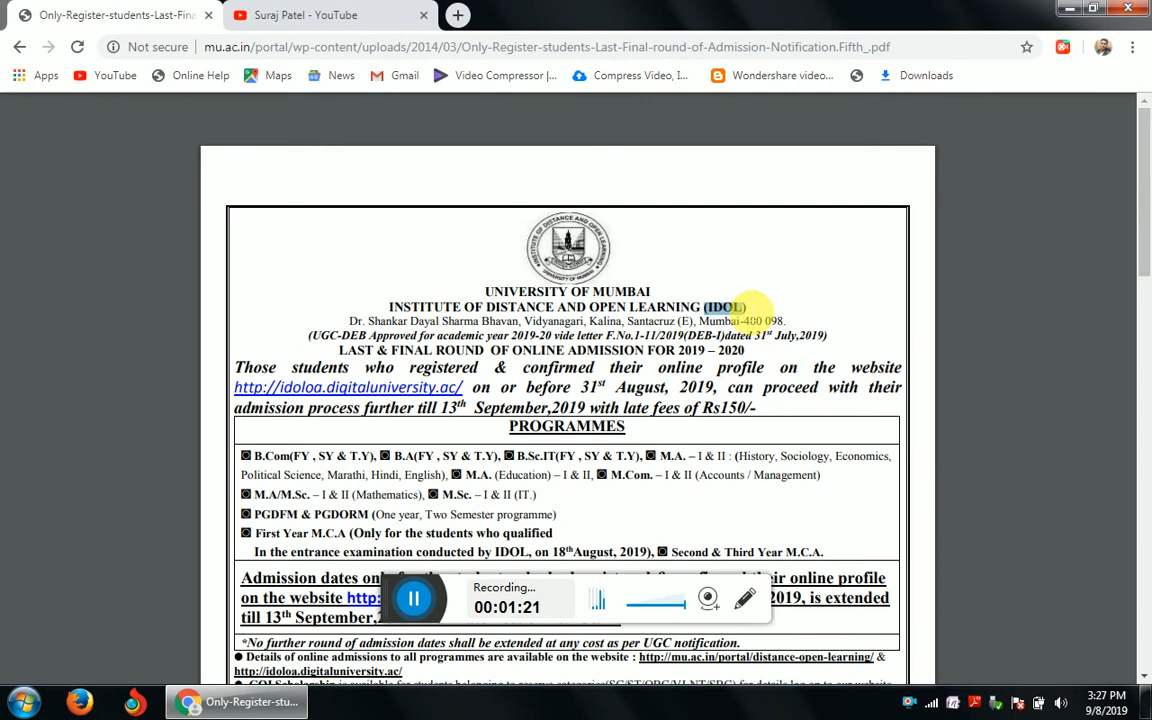 Only-Register-students-Last-Fina
Suraj Patel - YouTube
Not secure
mu.ac.in/portal/wp-content/uploads/2014/03/Only-Register-students-Last-Final-round-of-Admission-Notification.Fifth_.pdf
Apps
YouTube
Online Help
Maps
News
Gmail
Video Compressor |...
Compress Video, I...
Wondershare video...
Downloads
INSTITUTE OF DISTANCE AND OPEN LEARNING
UNIVERSITY OF MUMBAI
UNIVERSITY OF MUMBAI
INSTITUTE OF DISTANCE AND OPEN LEARNING (IDOL)
Dr. Shankar Dayal Sharma Bhavan, Vidyanagari, Kalina, Santacruz (E), Mumbai-400 098.
(UGC-DEB Approved for academic year 2019-20 vide letter F.No.1-11/2019(DEB-I)dated 31st July,2019)
LAST & FINAL ROUND OF ONLINE ADMISSION FOR 2019 – 2020
Those students who registered & confirmed their online profile on the website
http://idoloa.digitaluniversity.ac/ on or before 31st August, 2019, can proceed with their
admission process further till 13th September,2019 with late fees of Rs150/-
PROGRAMMES
B.Com(FY , SY & T.Y), B.A(FY , SY & T.Y), B.Sc.IT(FY , SY & T.Y), M.A. – I & II : (History, Sociology, Economics,
Political Science, Marathi, Hindi, English), M.A. (Education) – I & II, M.Com. – I & II (Accounts / Management)
M.A/M.Sc. – I & II (Mathematics), M.Sc. – I & II (IT.)
PGDFM & PGDORM (One year, Two Semester programme)
First Year M.C.A (Only for the students who qualified
In the entrance examination conducted by IDOL, on 18th August, 2019), Second & Third Year M.C.A.
Admission dates their online profile
on the website http: 2019, is extended
till 13th September,
*No further round of admission dates shall be extended at any cost as per UGC notification.
Details of online admissions to all programmes are available on the website : http://mu.ac.in/portal/distance-open-learning/ &
http://idoloa.digitaluniversity.ac/
Recording...
00:01:21
Only-Register-stu...
3:27 PM
9/8/2019